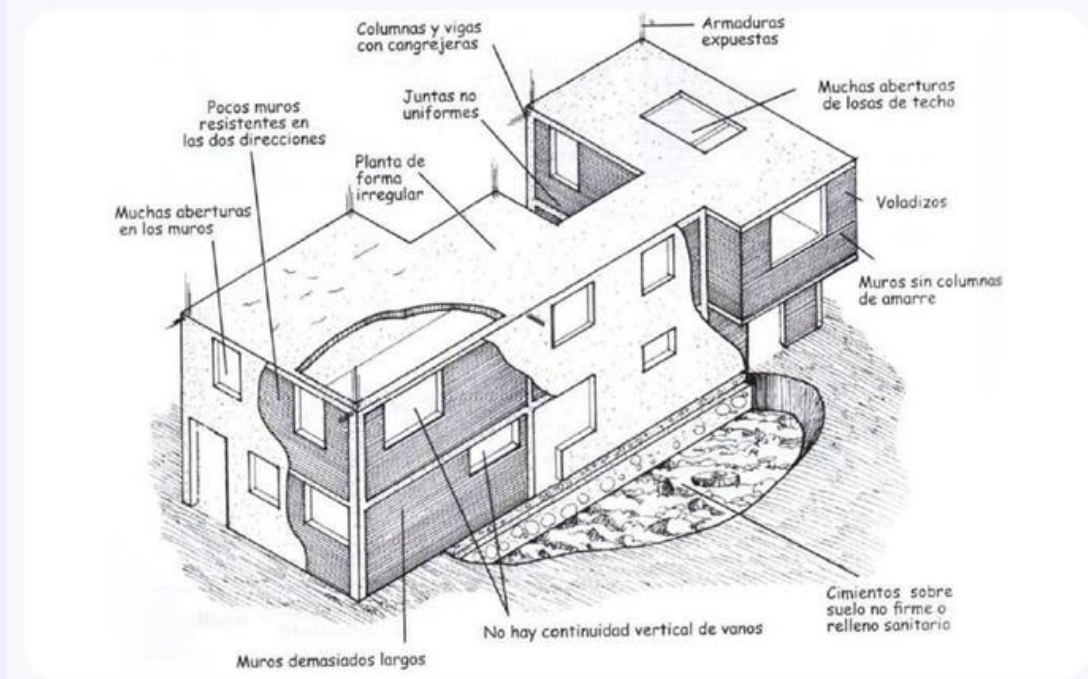 Columnas y vigas
con cangrejeras
Armaduras
expuestas
Muchas aberturas
de losas de techo
Juntas no
uniformes
Pocos muros
resistentes en
las dos direcciones
Planta de
forma
irregular
Voladizos
Muchas aberturas
en los muros
Muros sin columnas
de amarre
Cimientos sobre
suelo no firme o
relleno sanitario
No hay continuidad vertical de vanos
Muros demasiados largos